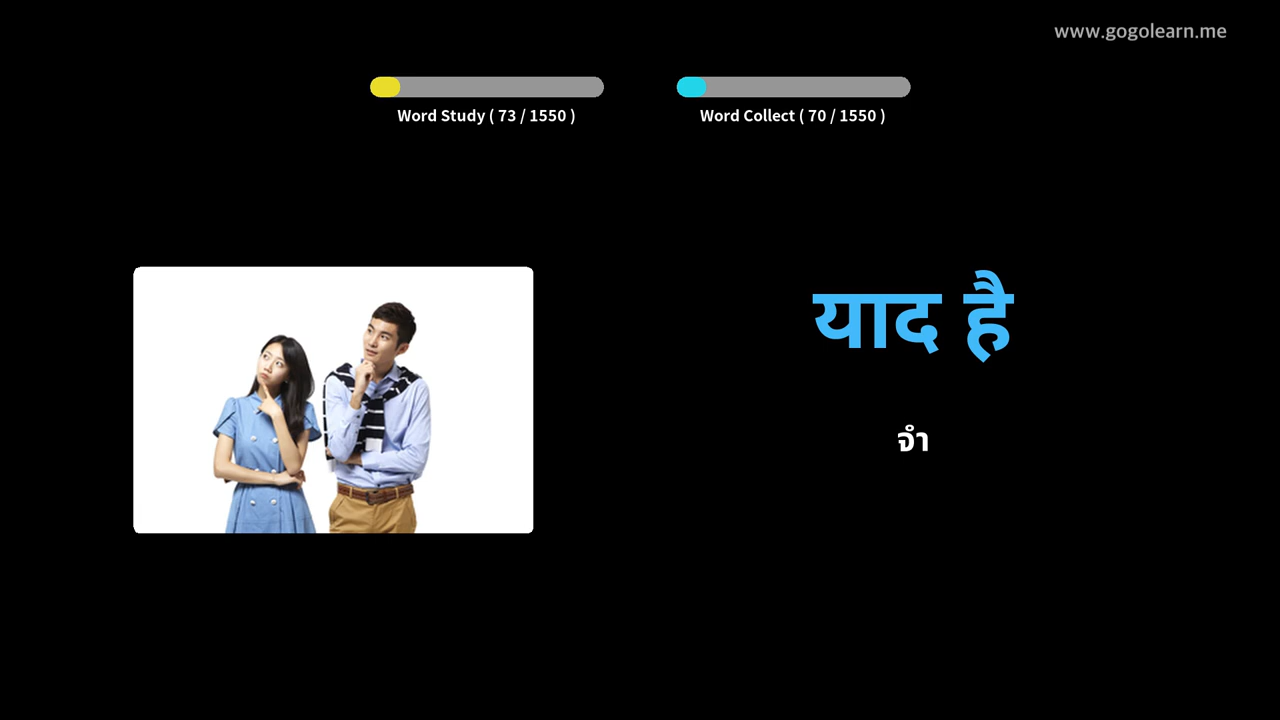 www.gogolearn.me
Word Study ( 73 / 1550 )
Word Collect ( 70 / 1550 )
याद है
จำ